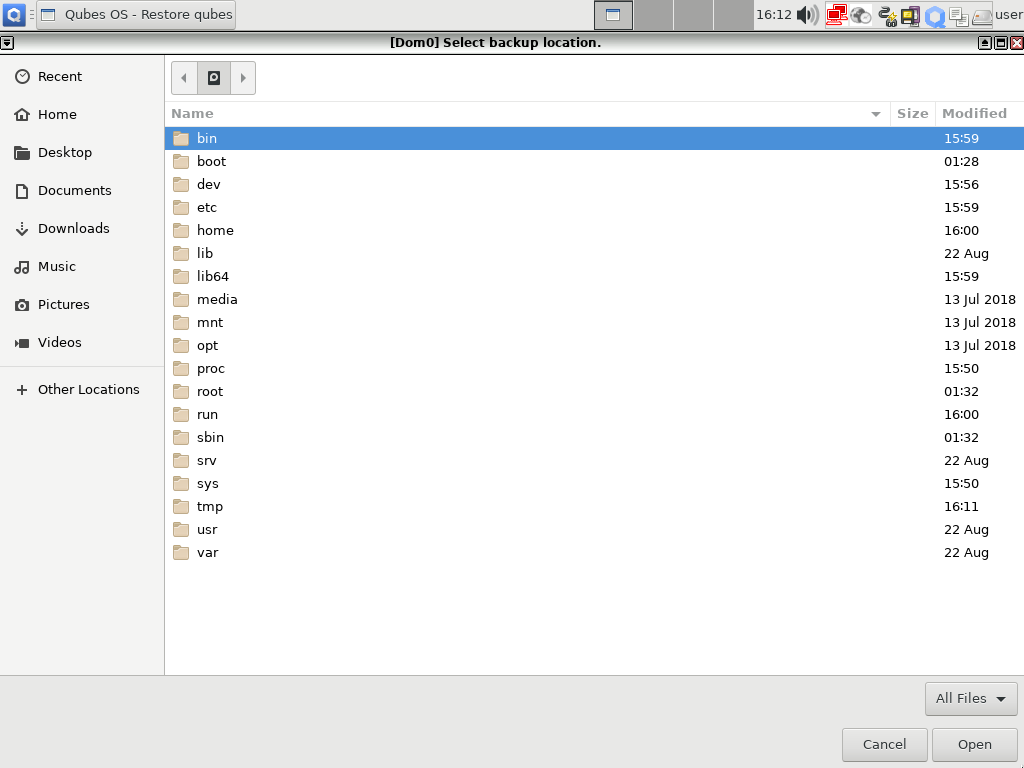 Qubes OS - Restore qubes 16:12 user
[Dom0] Select backup location.
Recent
Home
Desktop
Documents
Downloads
Music
Pictures
Videos
Other Locations
Name Size Modified
bin 15:59
boot 01:28
dev 15:56
etc 15:59
home 16:00
lib 22 Aug
lib64 15:59
media 13 Jul 2018
mnt 13 Jul 2018
opt 13 Jul 2018
proc 15:50
root 01:32
run 16:00
sbin 01:32
srv 22 Aug
sys 15:50
tmp 16:11
usr 22 Aug
var 22 Aug
All Files
Cancel Open